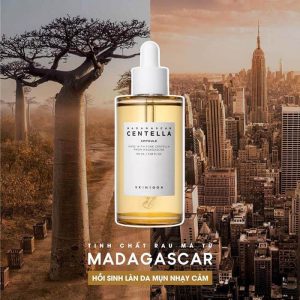 MADAGASCAR
CENTELLA
AMPOULE
SKIN1004
TINH CHẤT RAU MÁ TỪ
MADAGASCAR
HỒI SINH LÀN DA MỤN NHẠY CẢM